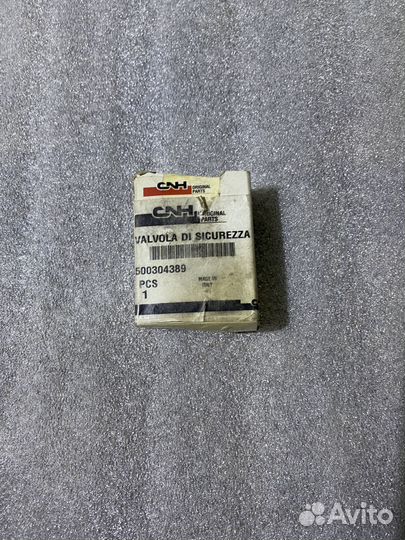 CNH ORIGINAL PARTS
CNH ORIGINAL PARTS
VALVOLA DI SICUREZZA
500304389
MADE IN ITALY
PCS
1
Avito